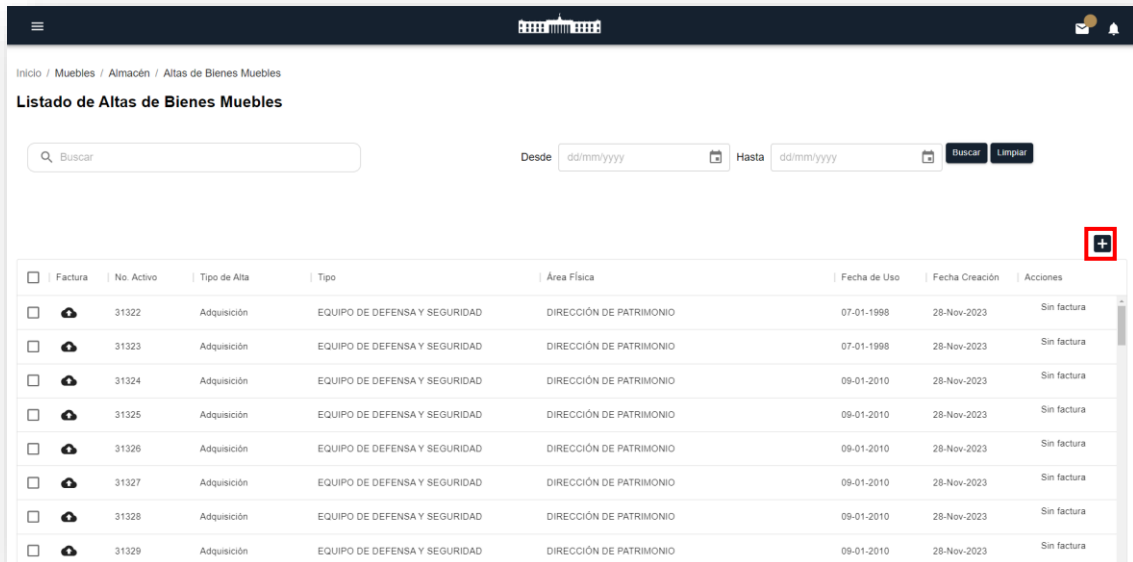 Inicio / Muebles / Almacén / Altas de Bienes Muebles
Listado de Altas de Bienes Muebles
Buscar Desde dd/mm/yyyy Hasta dd/mm/yyyy Buscar Limpiar
Factura No. Activo Tipo de Alta Tipo Área FÍsica Fecha de Uso Fecha Creación Acciones
31322 Adquisición EQUIPO DE DEFENSA Y SEGURIDAD DIRECCIÓN DE PATRIMONIO 07-01-1998 28-Nov-2023 Sin factura
31323 Adquisición EQUIPO DE DEFENSA Y SEGURIDAD DIRECCIÓN DE PATRIMONIO 07-01-1998 28-Nov-2023 Sin factura
31324 Adquisición EQUIPO DE DEFENSA Y SEGURIDAD DIRECCIÓN DE PATRIMONIO 09-01-2010 28-Nov-2023 Sin factura
31325 Adquisición EQUIPO DE DEFENSA Y SEGURIDAD DIRECCIÓN DE PATRIMONIO 09-01-2010 28-Nov-2023 Sin factura
31326 Adquisición EQUIPO DE DEFENSA Y SEGURIDAD DIRECCIÓN DE PATRIMONIO 09-01-2010 28-Nov-2023 Sin factura
31327 Adquisición EQUIPO DE DEFENSA Y SEGURIDAD DIRECCIÓN DE PATRIMONIO 09-01-2010 28-Nov-2023 Sin factura
31328 Adquisición EQUIPO DE DEFENSA Y SEGURIDAD DIRECCIÓN DE PATRIMONIO 09-01-2010 28-Nov-2023 Sin factura
31329 Adquisición EQUIPO DE DEFENSA Y SEGURIDAD DIRECCIÓN DE PATRIMONIO 09-01-2010 28-Nov-2023 Sin factura